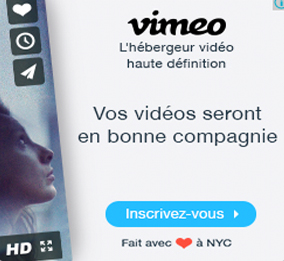 vimeo
L'hébergeur vidéo
haute définition
Vos vidéos seront
en bonne compagnie
Inscrivez-vous
Fait avec ❤ à NYC
HD